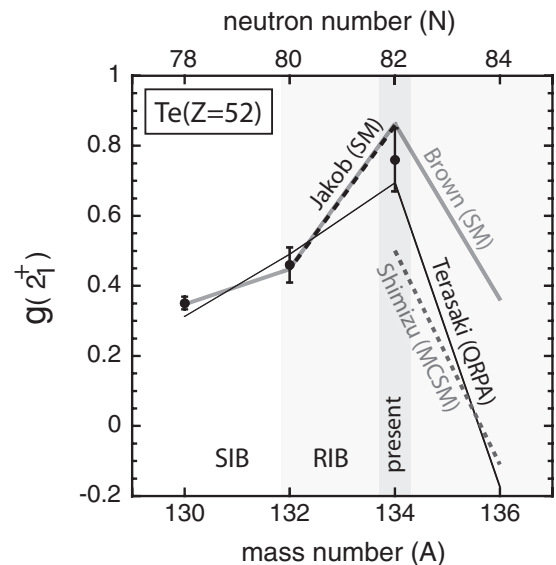 neutron number (N)
78 80 82 84
Te(Z=52)
1
0.8
0.6
0.4
0.2
0
-0.2
g(2₁⁺)
Jakob (SM)
Brown (SM)
Terasaki (QRPA)
Shimizu (MCSM)
SIB
RIB
present
130 132 134 136
mass number (A)